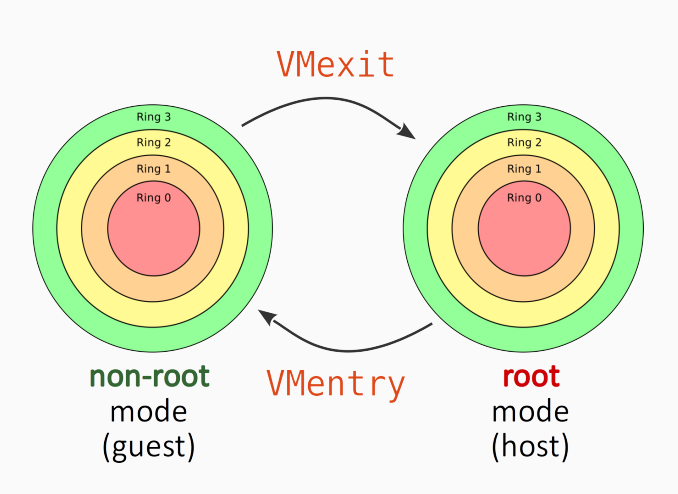 VMexit
Ring 3
Ring 2
Ring 1
Ring 0
Ring 3
Ring 2
Ring 1
Ring 0
VMentry
non-root
mode
(guest)
root
mode
(host)